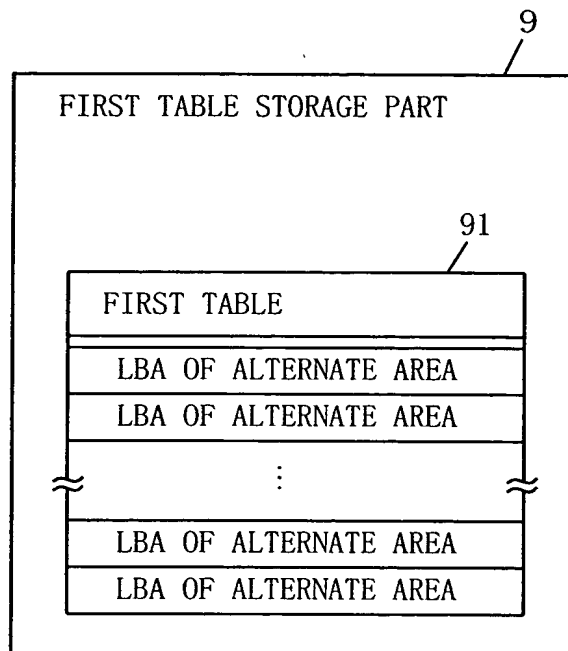 9
FIRST TABLE STORAGE PART
91
FIRST TABLE
LBA OF ALTERNATE AREA
LBA OF ALTERNATE AREA
⋮
LBA OF ALTERNATE AREA
LBA OF ALTERNATE AREA